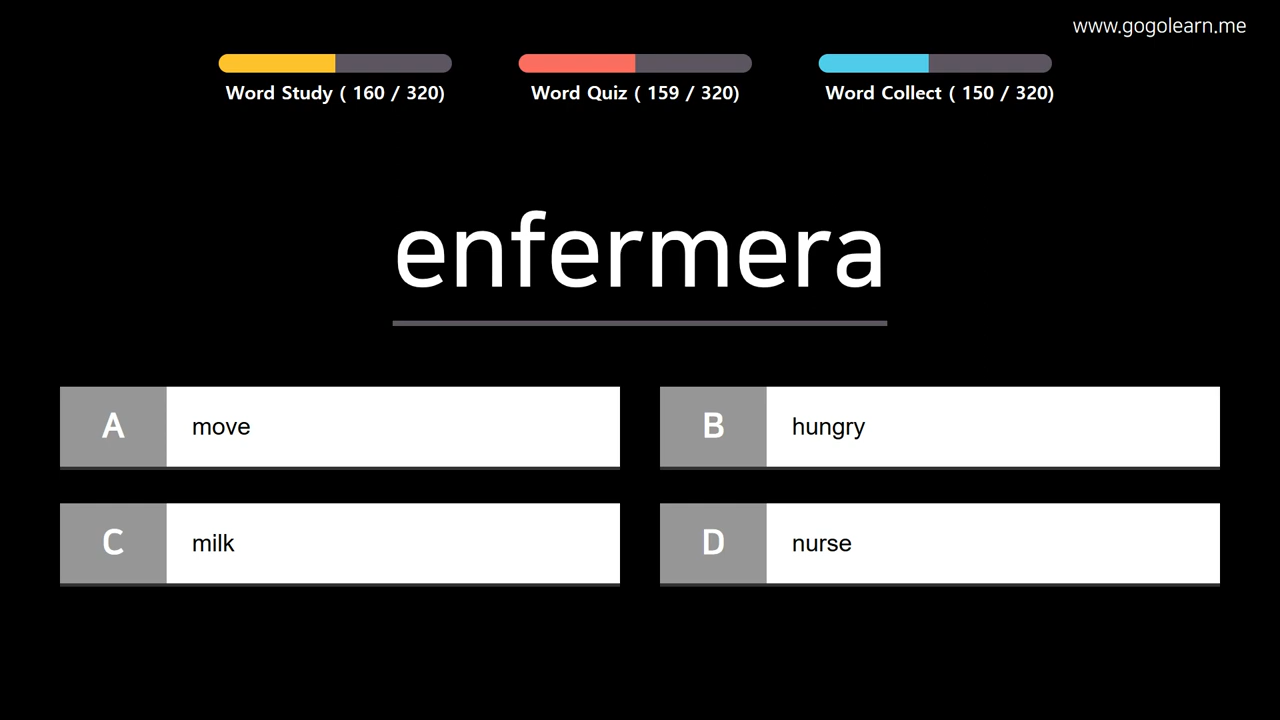 www.gogolearn.me
Word Study ( 160 / 320)
Word Quiz ( 159 / 320)
Word Collect ( 150 / 320)
enfermera
A move
B hungry
C milk
D nurse